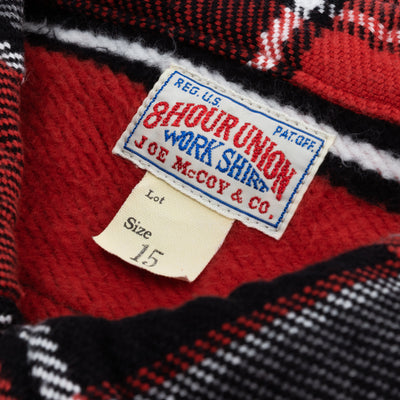 REG. U.S. PAT. OFF.
8 HOUR UNION
WORK SHIRT
JOE McCOY & CO.
Lot
Size 15